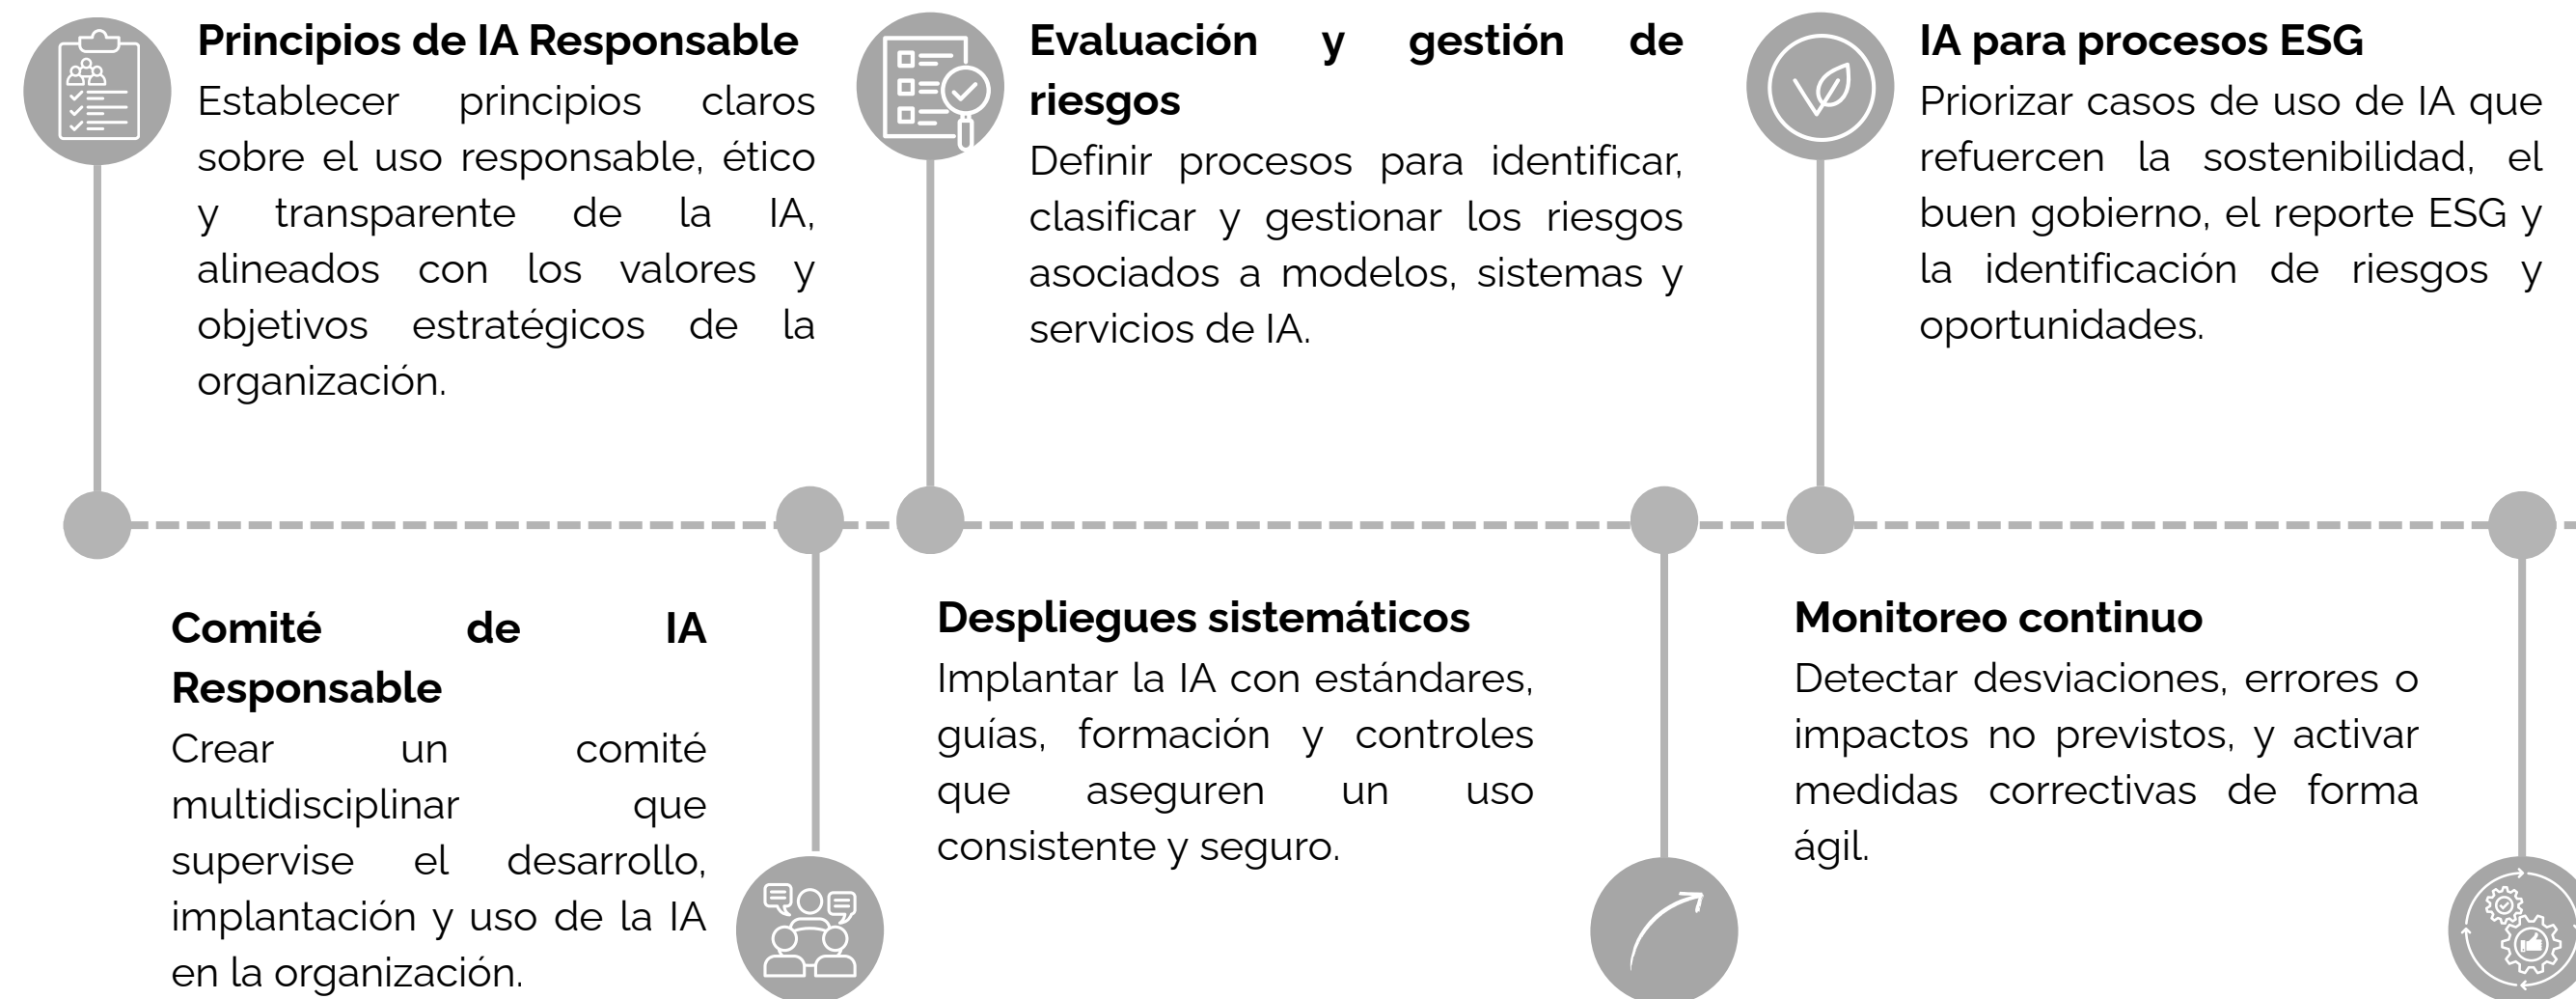 Principios de IA Responsable
Establecer principios claros
sobre el uso responsable, ético
y transparente de la IA,
alineados con los valores y
objetivos estratégicos de la
organización.
Comité de IA
Responsable
Crear un comité
multidisciplinar que
supervise el desarrollo,
implantación y uso de la IA
en la organización.
Evaluación y gestión de
riesgos
Definir procesos para identificar,
clasificar y gestionar los riesgos
asociados a modelos, sistemas y
servicios de IA.
Despliegues sistemáticos
Implantar la IA con estándares,
guías, formación y controles
que aseguren un uso
consistente y seguro.
IA para procesos ESG
Priorizar casos de uso de IA que
refuercen la sostenibilidad, el
buen gobierno, el reporte ESG y
la identificación de riesgos y
oportunidades.
Monitoreo continuo
Detectar desviaciones, errores o
impactos no previstos, y activar
medidas correctivas de forma
ágil.